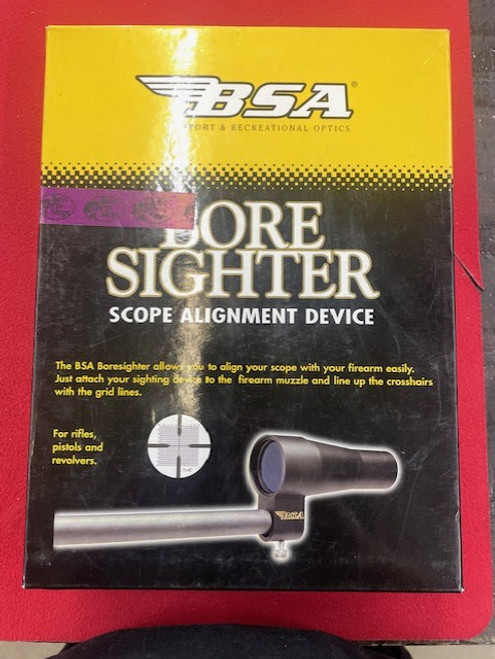 BSA®
PORT & RECREATIONAL OPTICS
BORE
SIGHTER
SCOPE ALIGNMENT DEVICE
The BSA Boresighter allows you to align your scope with your firearm easily.
Just attach your sighting device to the firearm muzzle and line up the crosshairs
with the grid lines.
For rifles,
pistols and
revolvers.
BSA